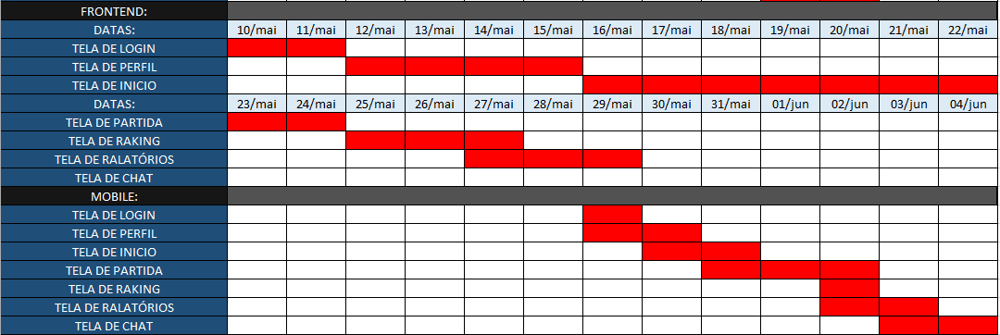 FRONTEND:
DATAS: 10/mai 11/mai 12/mai 13/mai 14/mai 15/mai 16/mai 17/mai 18/mai 19/mai 20/mai 21/mai 22/mai
TELA DE LOGIN
TELA DE PERFIL
TELA DE INICIO
DATAS: 23/mai 24/mai 25/mai 26/mai 27/mai 28/mai 29/mai 30/mai 31/mai 01/jun 02/jun 03/jun 04/jun
TELA DE PARTIDA
TELA DE RAKING
TELA DE RALATÓRIOS
TELA DE CHAT
MOBILE:
TELA DE LOGIN
TELA DE PERFIL
TELA DE INICIO
TELA DE PARTIDA
TELA DE RAKING
TELA DE RALATÓRIOS
TELA DE CHAT